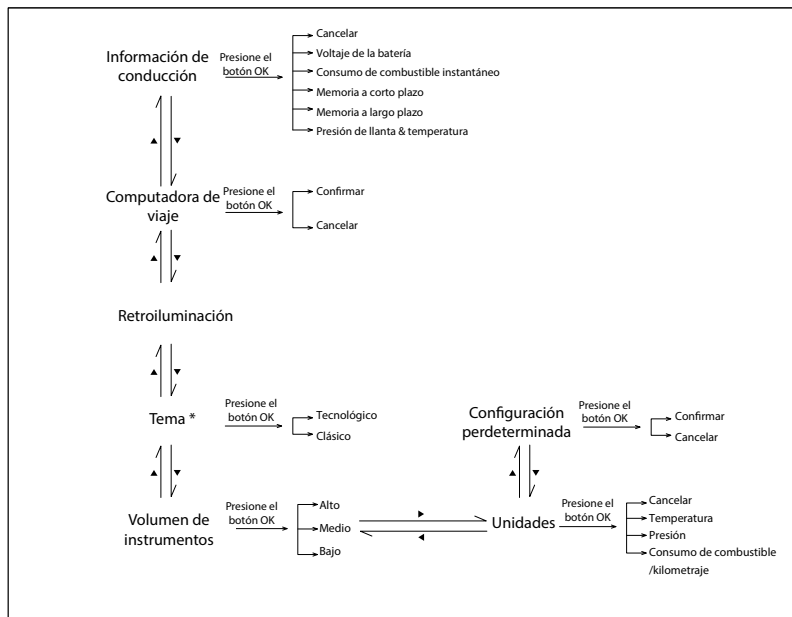 Información de
conducción
Presione el
botón OK
Cancelar
Voltaje de la batería
Consumo de combustible instantáneo
Memoria a corto plazo
Memoria a largo plazo
Presión de llanta & temperatura
Computadora de
viaje
Presione el
botón OK
Confirmar
Cancelar
Retroiluminación
Tema *
Presione el
botón OK
Tecnológico
Clásico
Configuración
perdeterminada
Presione el
botón OK
Confirmar
Cancelar
Volumen de
instrumentos
Presione el
botón OK
Alto
Medio
Bajo
Unidades
Presione el
botón OK
Cancelar
Temperatura
Presión
Consumo de combustible
/kilometraje